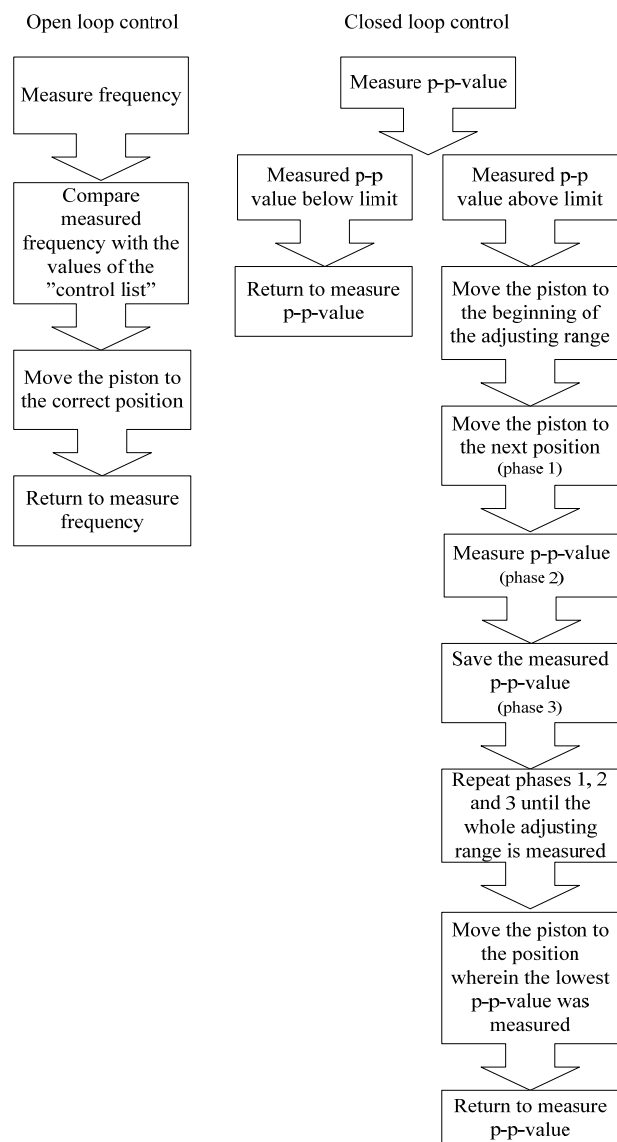 Open loop control
Measure frequency
Compare
measured
frequency with the
values of the
”control list”
Move the piston to
the correct position
Return to measure
frequency
Closed loop control
Measure p-p-value
Measured p-p
value below limit
Return to measure
p-p-value
Measured p-p
value above limit
Move the piston to
the beginning of
the adjusting range
Move the piston to
the next position
(phase 1)
Measure p-p-value
(phase 2)
Save the measured
p-p-value
(phase 3)
Repeat phases 1, 2
and 3 until the
whole adjusting
range is measured
Move the piston to
the position
wherein the lowest
p-p-value was
measured
Return to measure
p-p-value